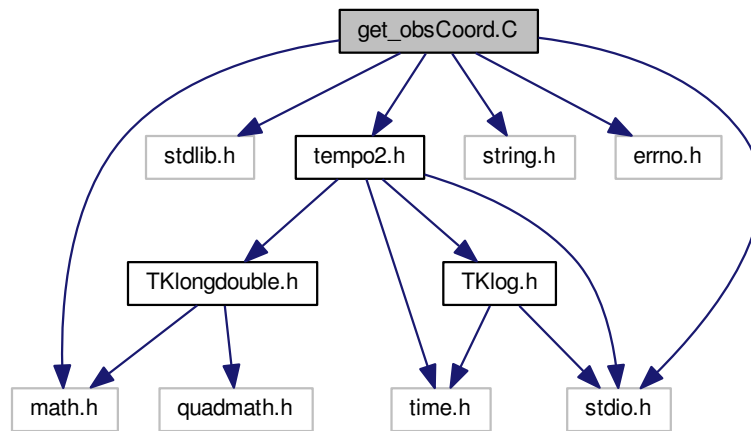 get_obsCoord.C
stdlib.h
tempo2.h
string.h
errno.h
TKlongdouble.h
TKlog.h
math.h
quadmath.h
time.h
stdio.h